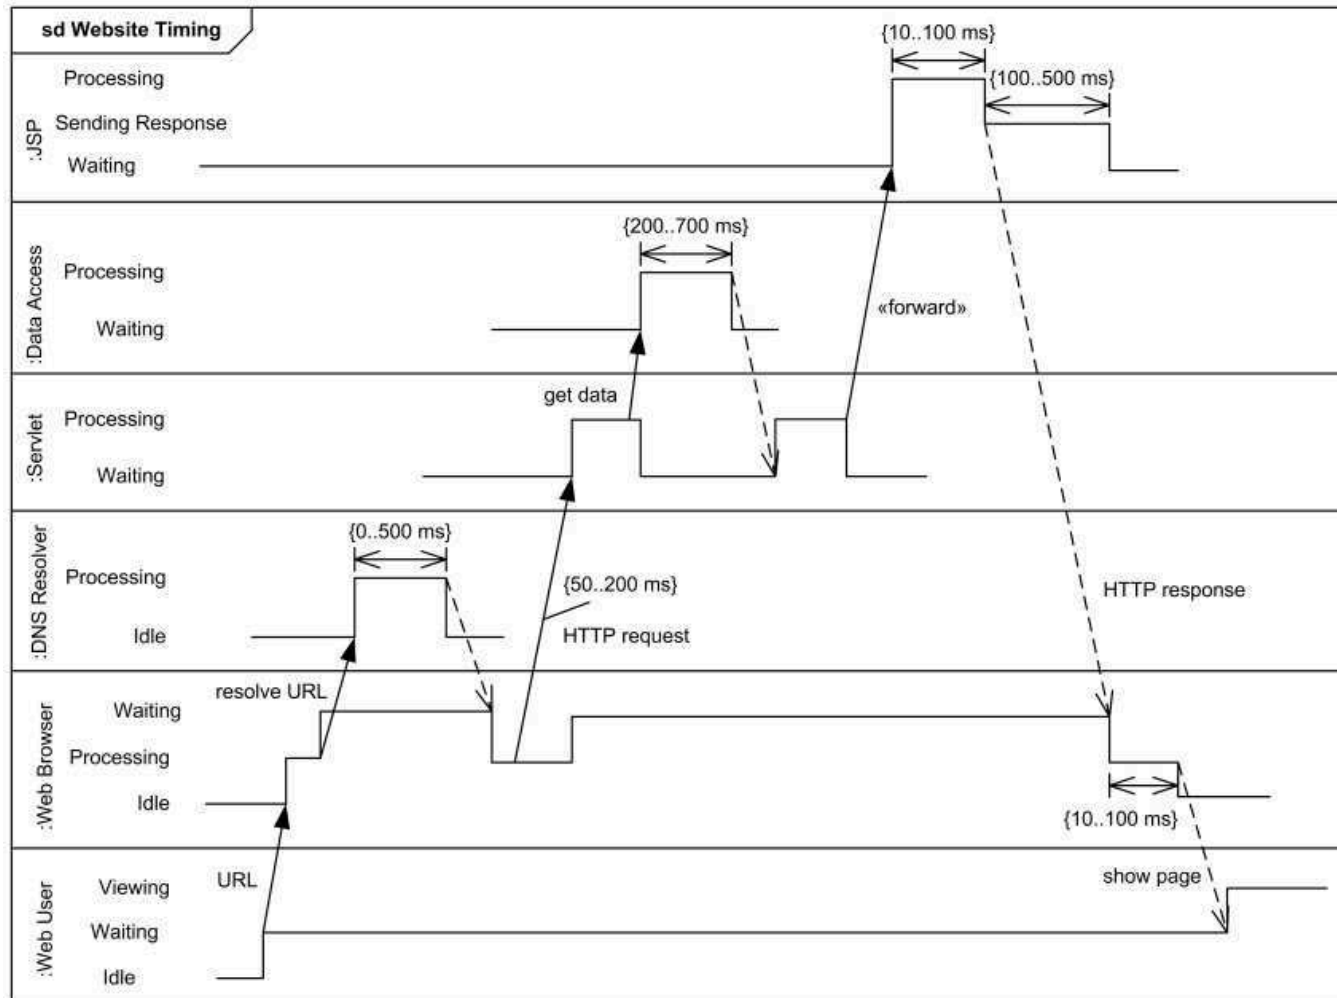 sd Website Timing
:JSP
Processing
Sending Response
Waiting
{10..100 ms}
{100..500 ms}
:Data Access
Processing
Waiting
{200..700 ms}
«forward»
:Servlet
Processing
Waiting
get data
:DNS Resolver
Processing
Idle
{0..500 ms}
{50..200 ms}
HTTP request
HTTP response
:Web Browser
Waiting
Processing
Idle
resolve URL
{10..100 ms}
:Web User
Viewing
Waiting
Idle
URL
show page